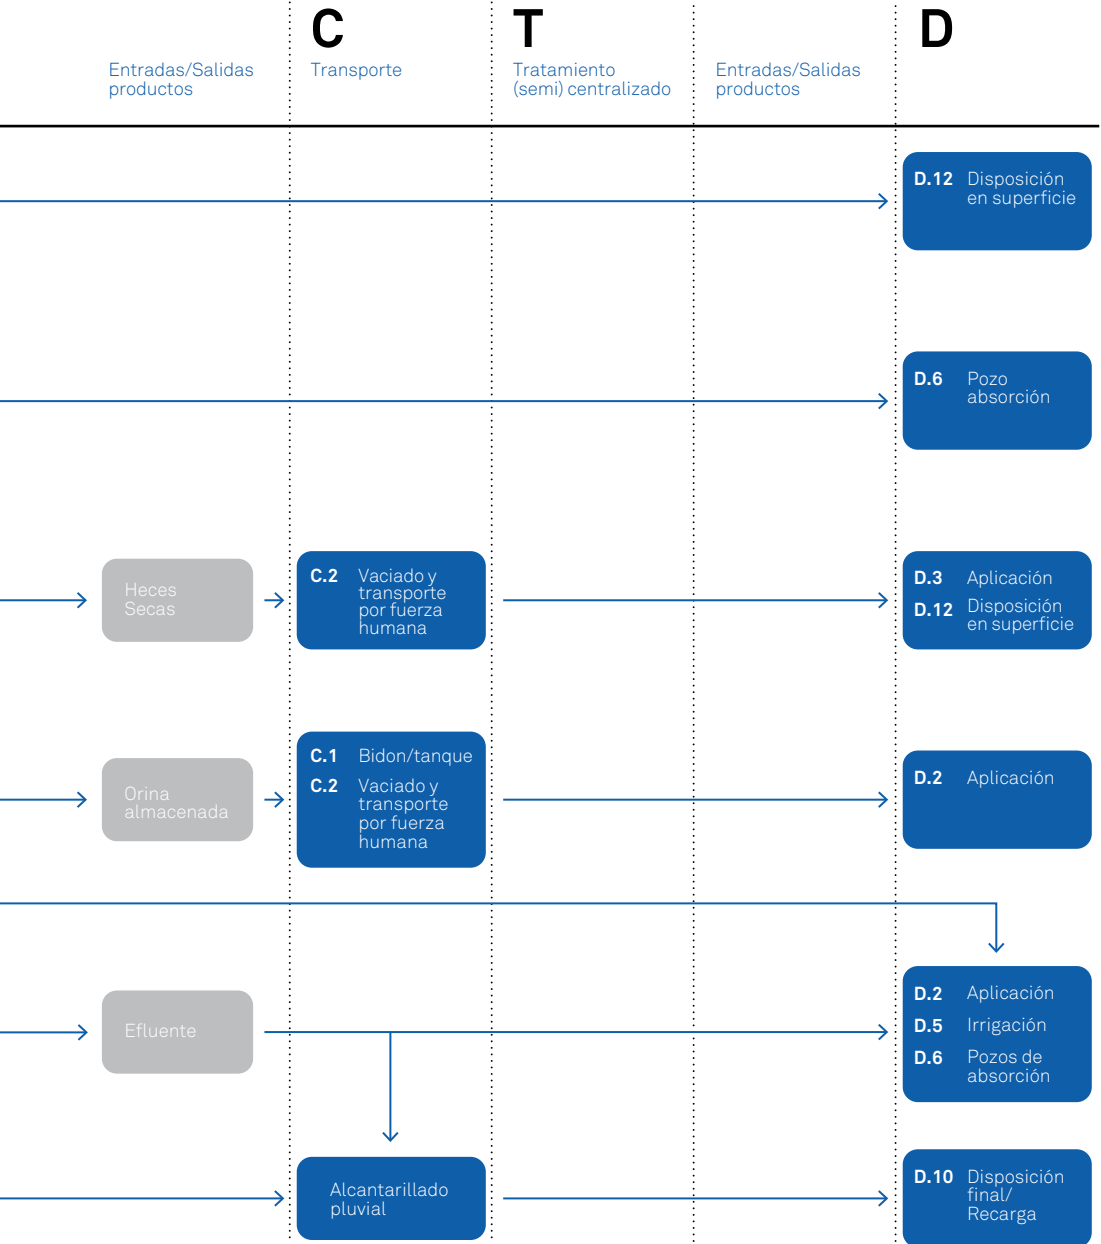 C
T
D
Entradas/Salidas
productos
Transporte
Tratamiento
(semi) centralizado
Entradas/Salidas
productos
D.12 Disposición
en superficie
D.6 Pozo
absorción
Heces
Secas
C.2 Vaciado y
transporte
por fuerza
humana
D.3 Aplicación
D.12 Disposición
en superficie
Orina
almacenada
C.1 Bidon/tanque
C.2 Vaciado y
transporte
por fuerza
humana
D.2 Aplicación
Efluente
D.2 Aplicación
D.5 Irrigación
D.6 Pozos de
absorción
Alcantarillado
pluvial
D.10 Disposición
final/
Recarga